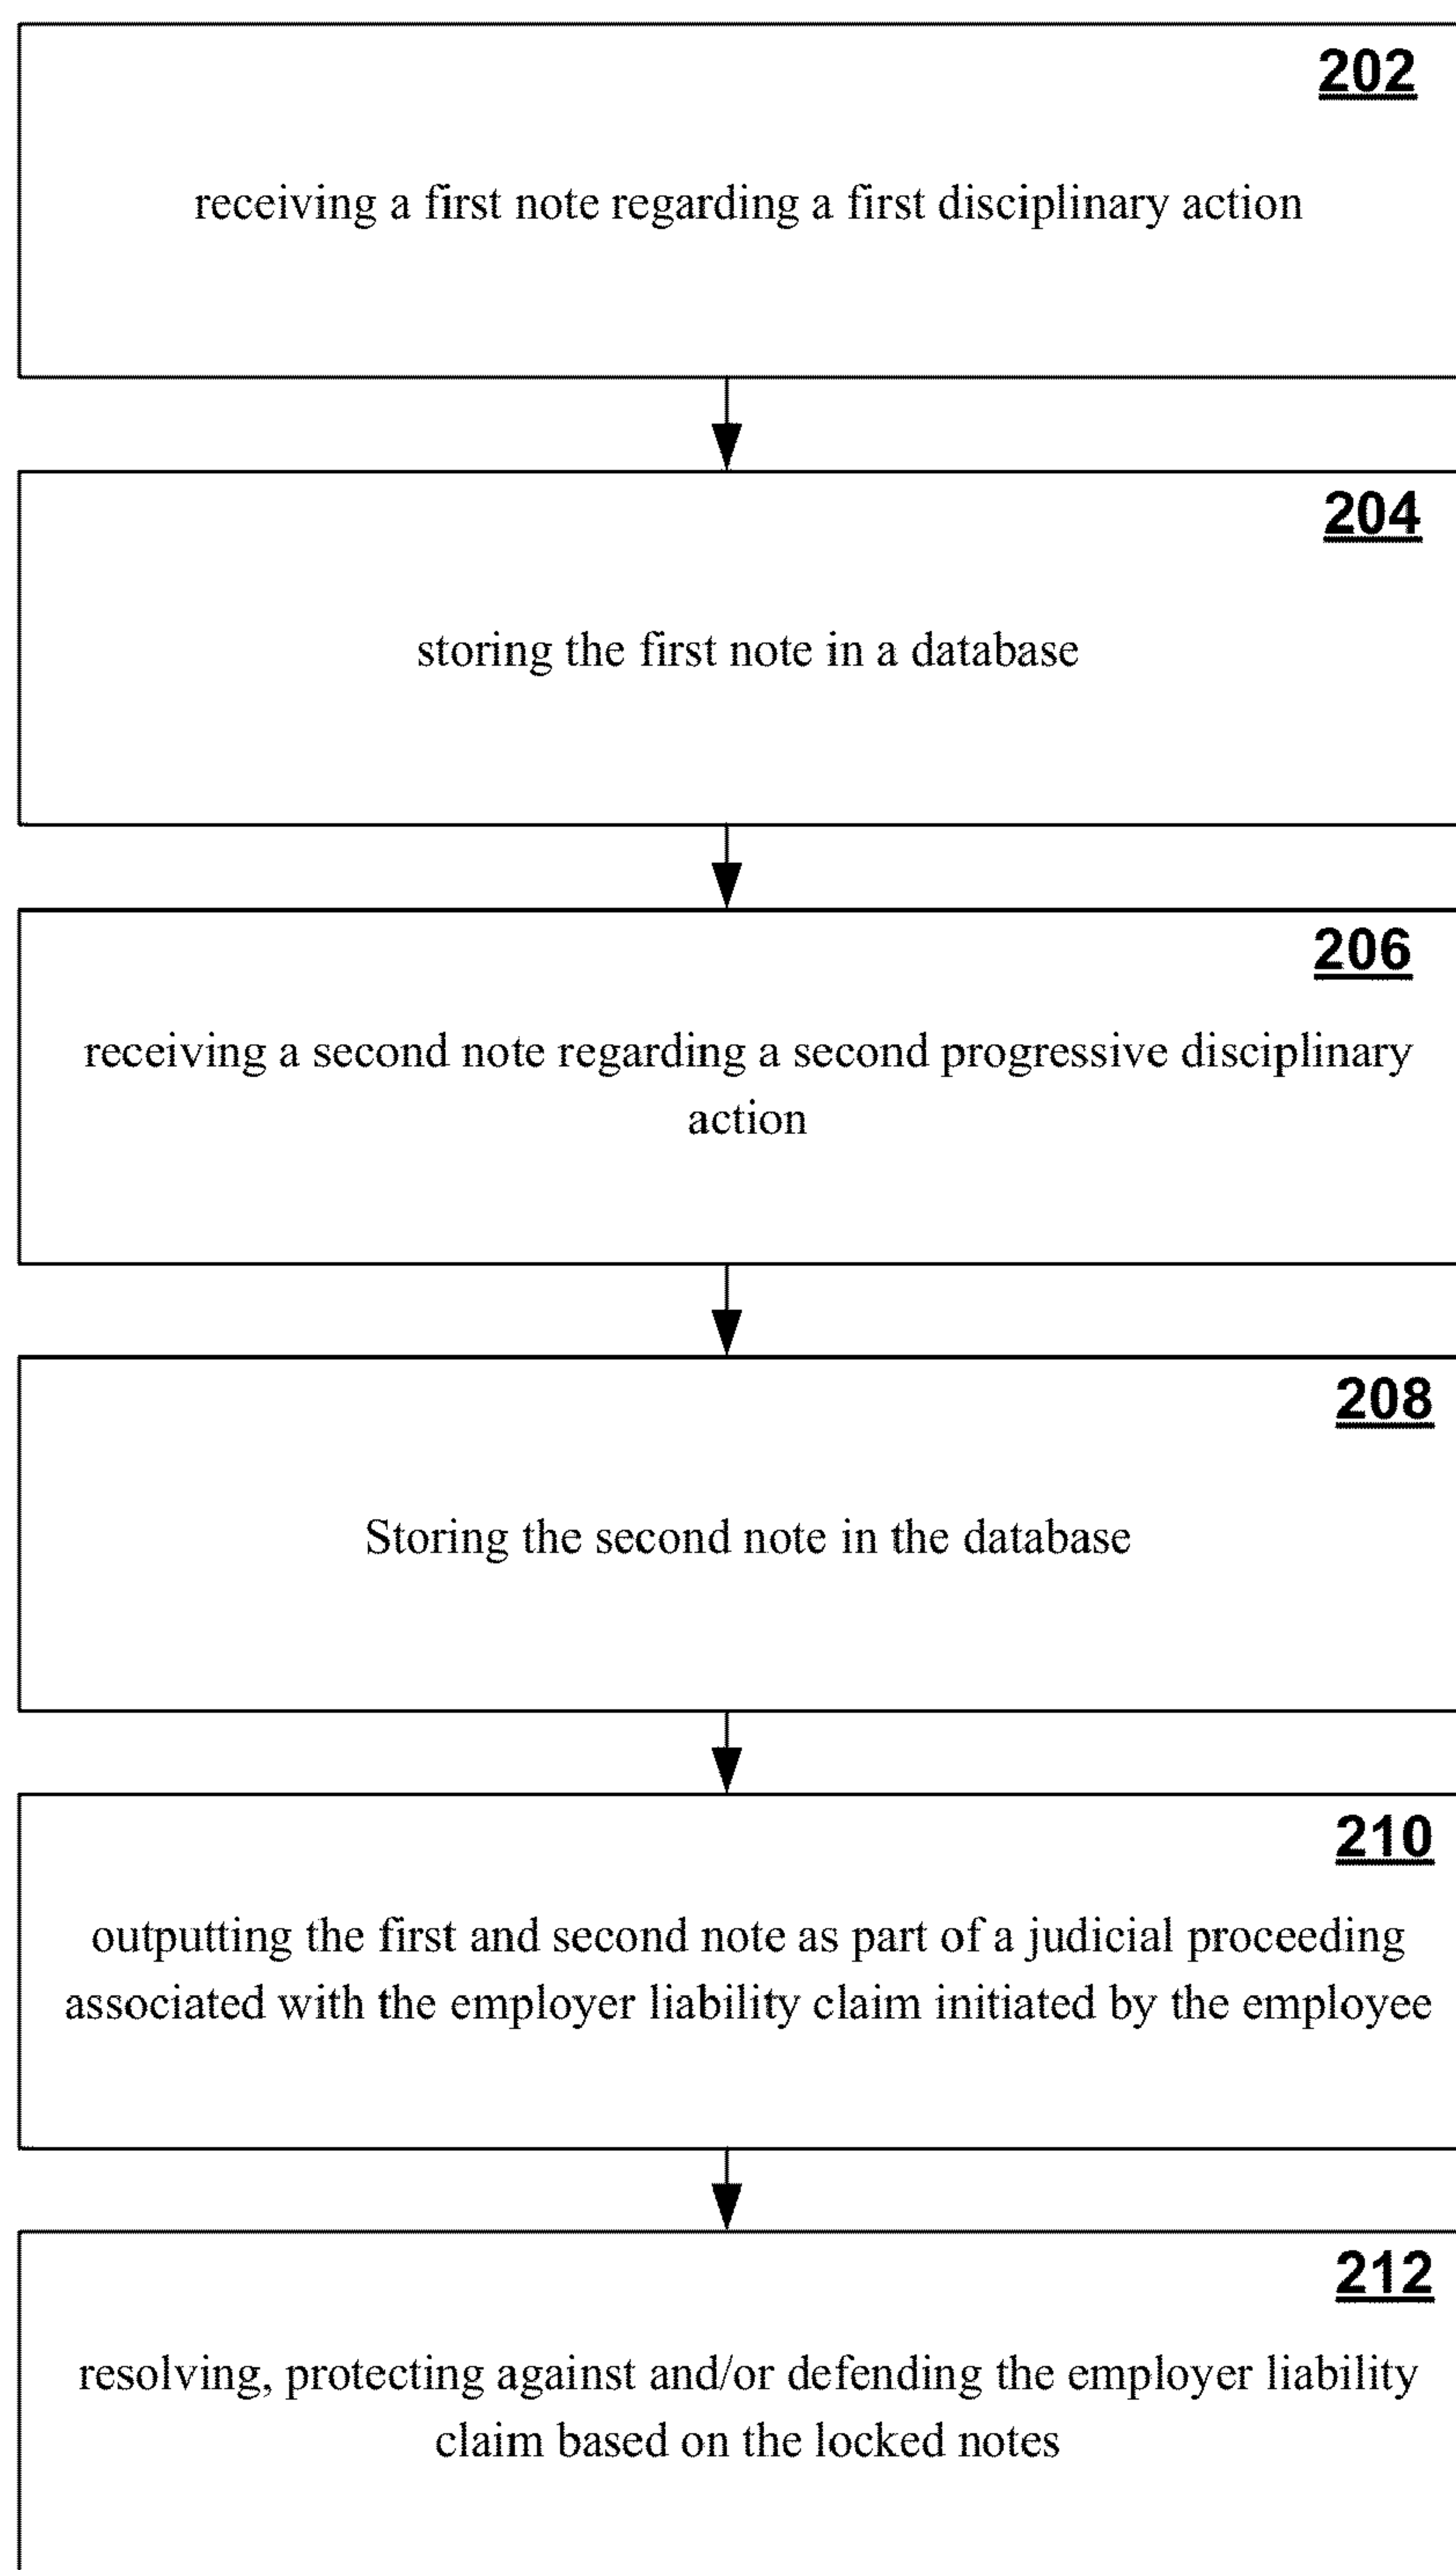 202
receiving a first note regarding a first disciplinary action
204
storing the first note in a database
206
receiving a second note regarding a second progressive disciplinary
action
208
Storing the second note in the database
210
outputting the first and second note as part of a judicial proceeding
associated with the employer liability claim initiated by the employee
212
resolving, protecting against and/or defending the employer liability
claim based on the locked notes